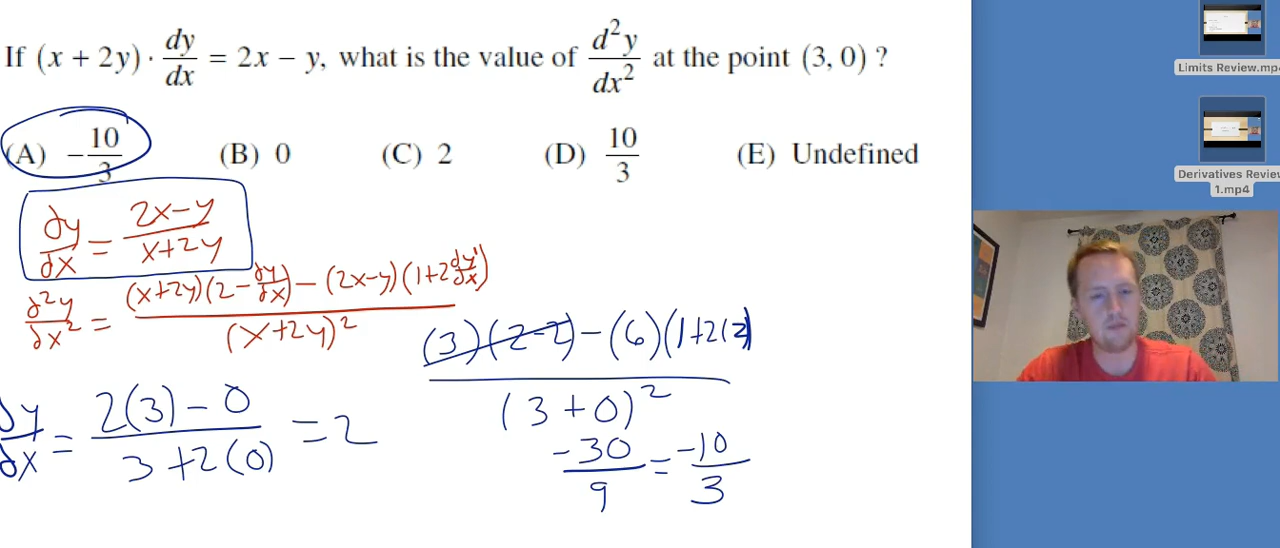 If (x + 2y) · dy/dx = 2x − y, what is the value of d²y/dx² at the point (3, 0) ?
(A) −10/3 (B) 0 (C) 2 (D) 10/3 (E) Undefined
dy/dx = (2x−y)/(x+2y)
d²y/dx² = ((x+2y)(2−dy/dx) − (2x−y)(1+2dy/dx))/(x+2y)²
((3)(2−2) − (6)(1+2(2))/(3+0)²
dy/dx = (2(3)−0)/(3+2(0)) = 2
−30/9 = −10/3
Limits Review.mp
Derivatives Review
1.mp4